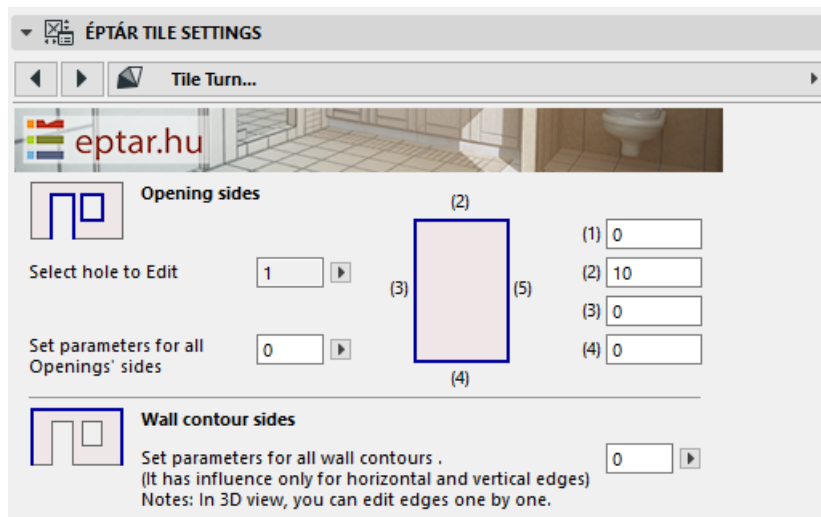 ÉPTÁR TILE SETTINGS
Tile Turn...
eptar.hu
Opening sides
(2)
(1) 0
Select hole to Edit 1
(3)
(5)
(2) 10
(3) 0
Set parameters for all
Openings' sides
0
(4) 0
(4)
Wall contour sides
Set parameters for all wall contours . 0
(It has influence only for horizontal and vertical edges)
Notes: In 3D view, you can edit edges one by one.